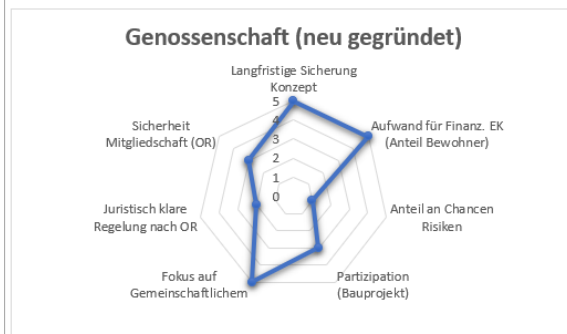 Genossenschaft (neu gegründet)
Langfristige Sicherung
Konzept
5
4
3
2
1
0
Aufwand für Finanz. EK
(Anteil Bewohner)
Anteil an Chancen
Risiken
Partizipation
(Bauprojekt)
Fokus auf
Gemeinschaftlichem
Juristisch klare
Regelung nach OR
Sicherheit
Mitgliedschaft (OR)